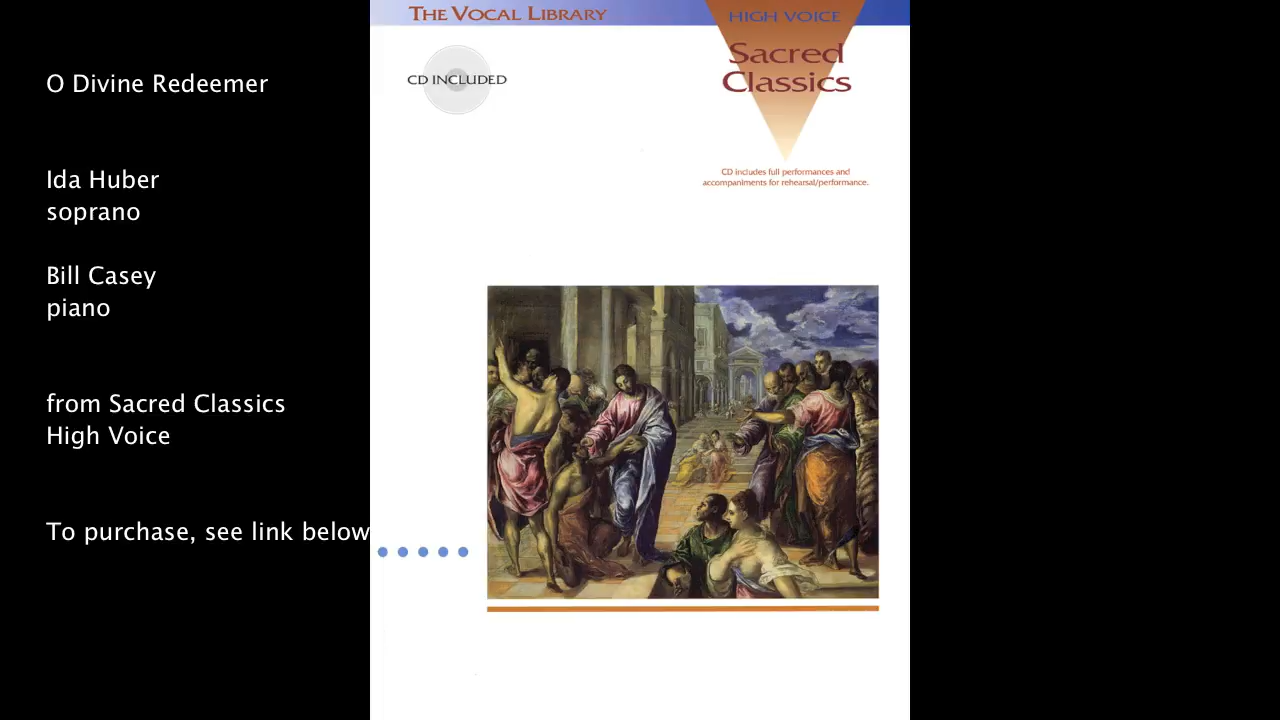 O Divine Redeemer
Ida Huber
soprano
Bill Casey
piano
from Sacred Classics
High Voice
To purchase, see link below
THE VOCAL LIBRARY
HIGH VOICE
CD INCLUDED
Sacred
Classics
CD includes full performances and
accompaniments for rehearsal/performance.